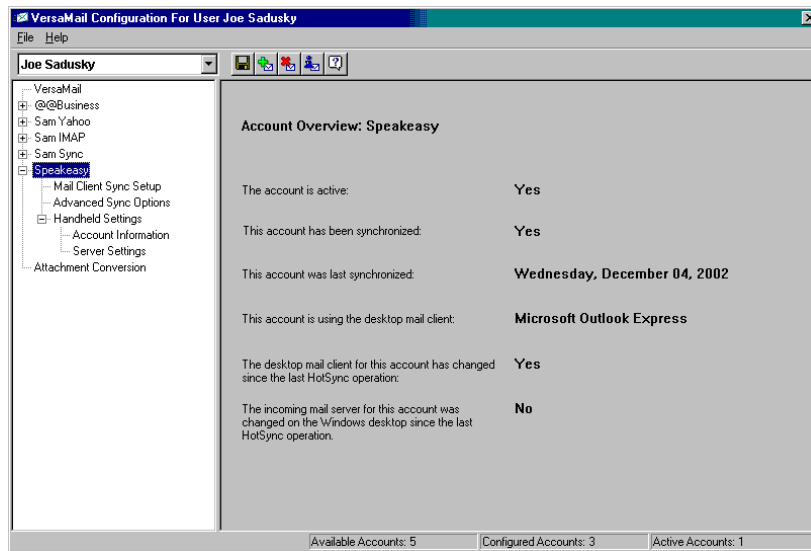 VersaMail Configuration For User Joe Sadusky
File Help
Joe Sadusky
VersaMail
@@Business
Sam Yahoo
Sam IMAP
Sam Sync
Speakeasy
Mail Client Sync Setup
Advanced Sync Options
Handheld Settings
Account Information
Server Settings
Attachment Conversion
Account Overview: Speakeasy
The account is active: Yes
This account has been synchronized: Yes
This account was last synchronized: Wednesday, December 04, 2002
This account is using the desktop mail client: Microsoft Outlook Express
The desktop mail client for this account has changed Yes
since the last HotSync operation:
The incoming mail server for this account was No
changed on the Windows desktop since the last
HotSync operation.
Available Accounts: 5 Configured Accounts: 3 Active Accounts: 1